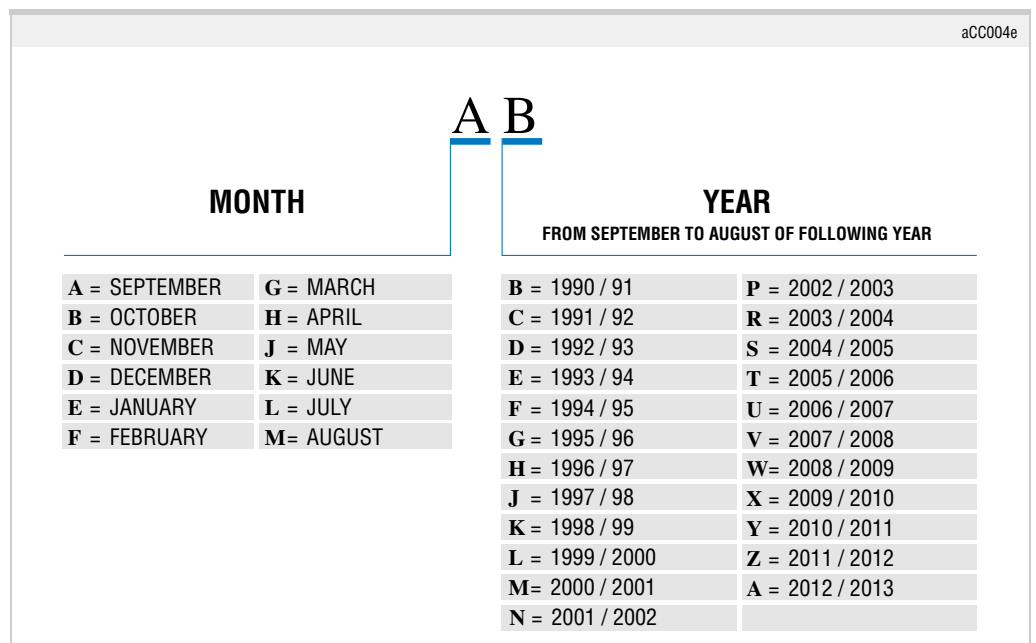 aCC004e
A B
MONTH
YEAR
FROM SEPTEMBER TO AUGUST OF FOLLOWING YEAR
A = SEPTEMBER
B = OCTOBER
C = NOVEMBER
D = DECEMBER
E = JANUARY
F = FEBRUARY
G = MARCH
H = APRIL
J = MAY
K = JUNE
L = JULY
M= AUGUST
B = 1990 / 91
C = 1991 / 92
D = 1992 / 93
E = 1993 / 94
F = 1994 / 95
G = 1995 / 96
H = 1996 / 97
J = 1997 / 98
K = 1998 / 99
L = 1999 / 2000
M= 2000 / 2001
N = 2001 / 2002
P = 2002 / 2003
R = 2003 / 2004
S = 2004 / 2005
T = 2005 / 2006
U = 2006 / 2007
V = 2007 / 2008
W= 2008 / 2009
X = 2009 / 2010
Y = 2010 / 2011
Z = 2011 / 2012
A = 2012 / 2013